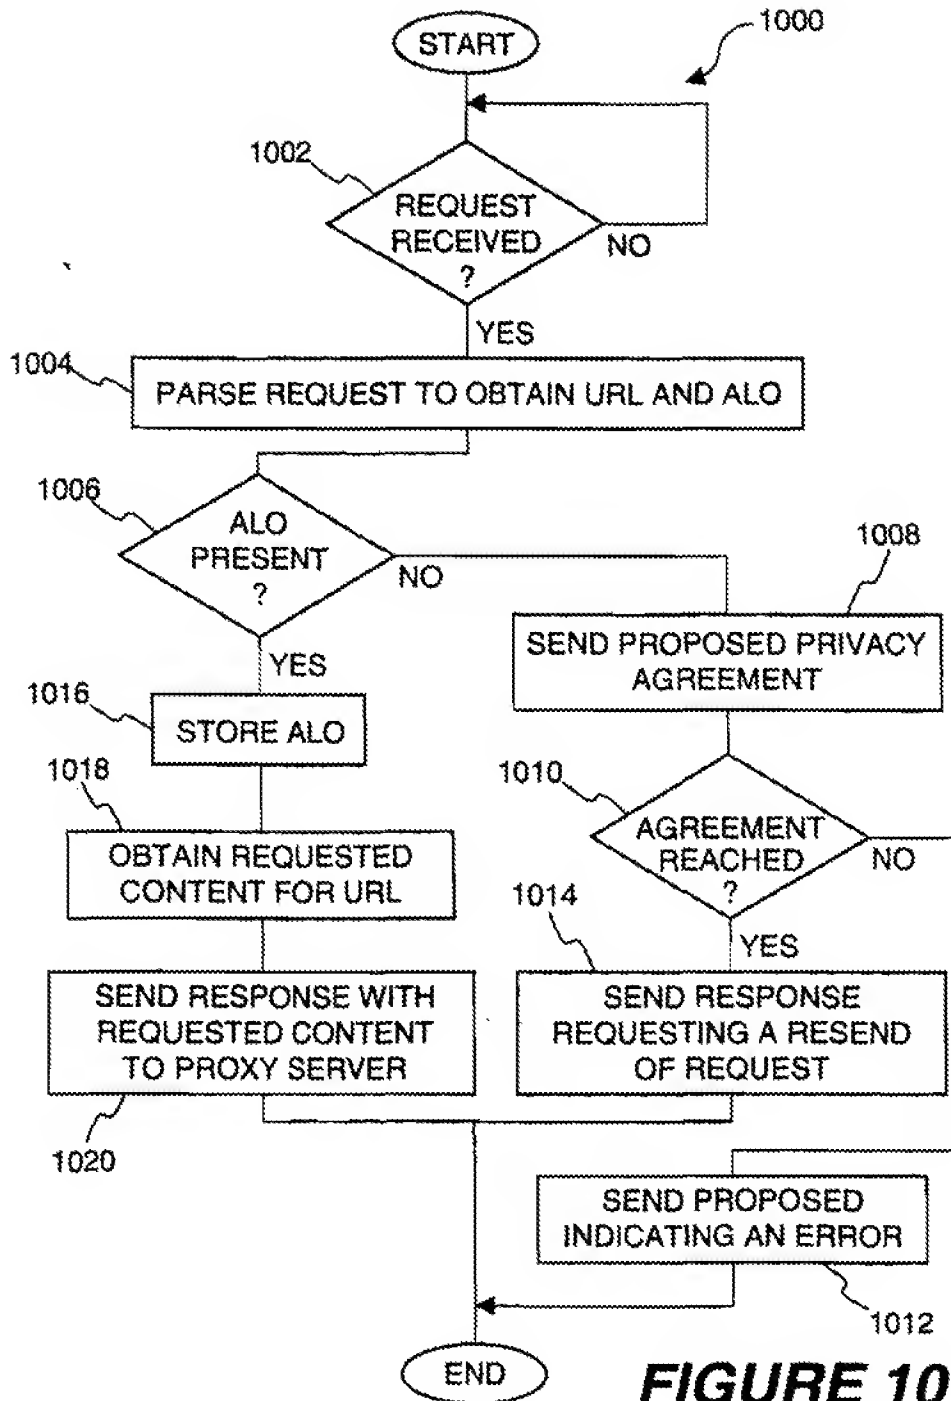 START
1000
1002
REQUEST
RECEIVED
?
NO
YES
1004
PARSE REQUEST TO OBTAIN URL AND ALO
1006
ALO
PRESENT
?
NO
YES
1008
SEND PROPOSED PRIVACY
AGREEMENT
1016
STORE ALO
1010
AGREEMENT
REACHED
?
NO
YES
1018
OBTAIN REQUESTED
CONTENT FOR URL
1014
SEND RESPONSE
REQUESTING A RESEND
OF REQUEST
SEND RESPONSE WITH
REQUESTED CONTENT
TO PROXY SERVER
1020
SEND PROPOSED
INDICATING AN ERROR
1012
END
FIGURE 10